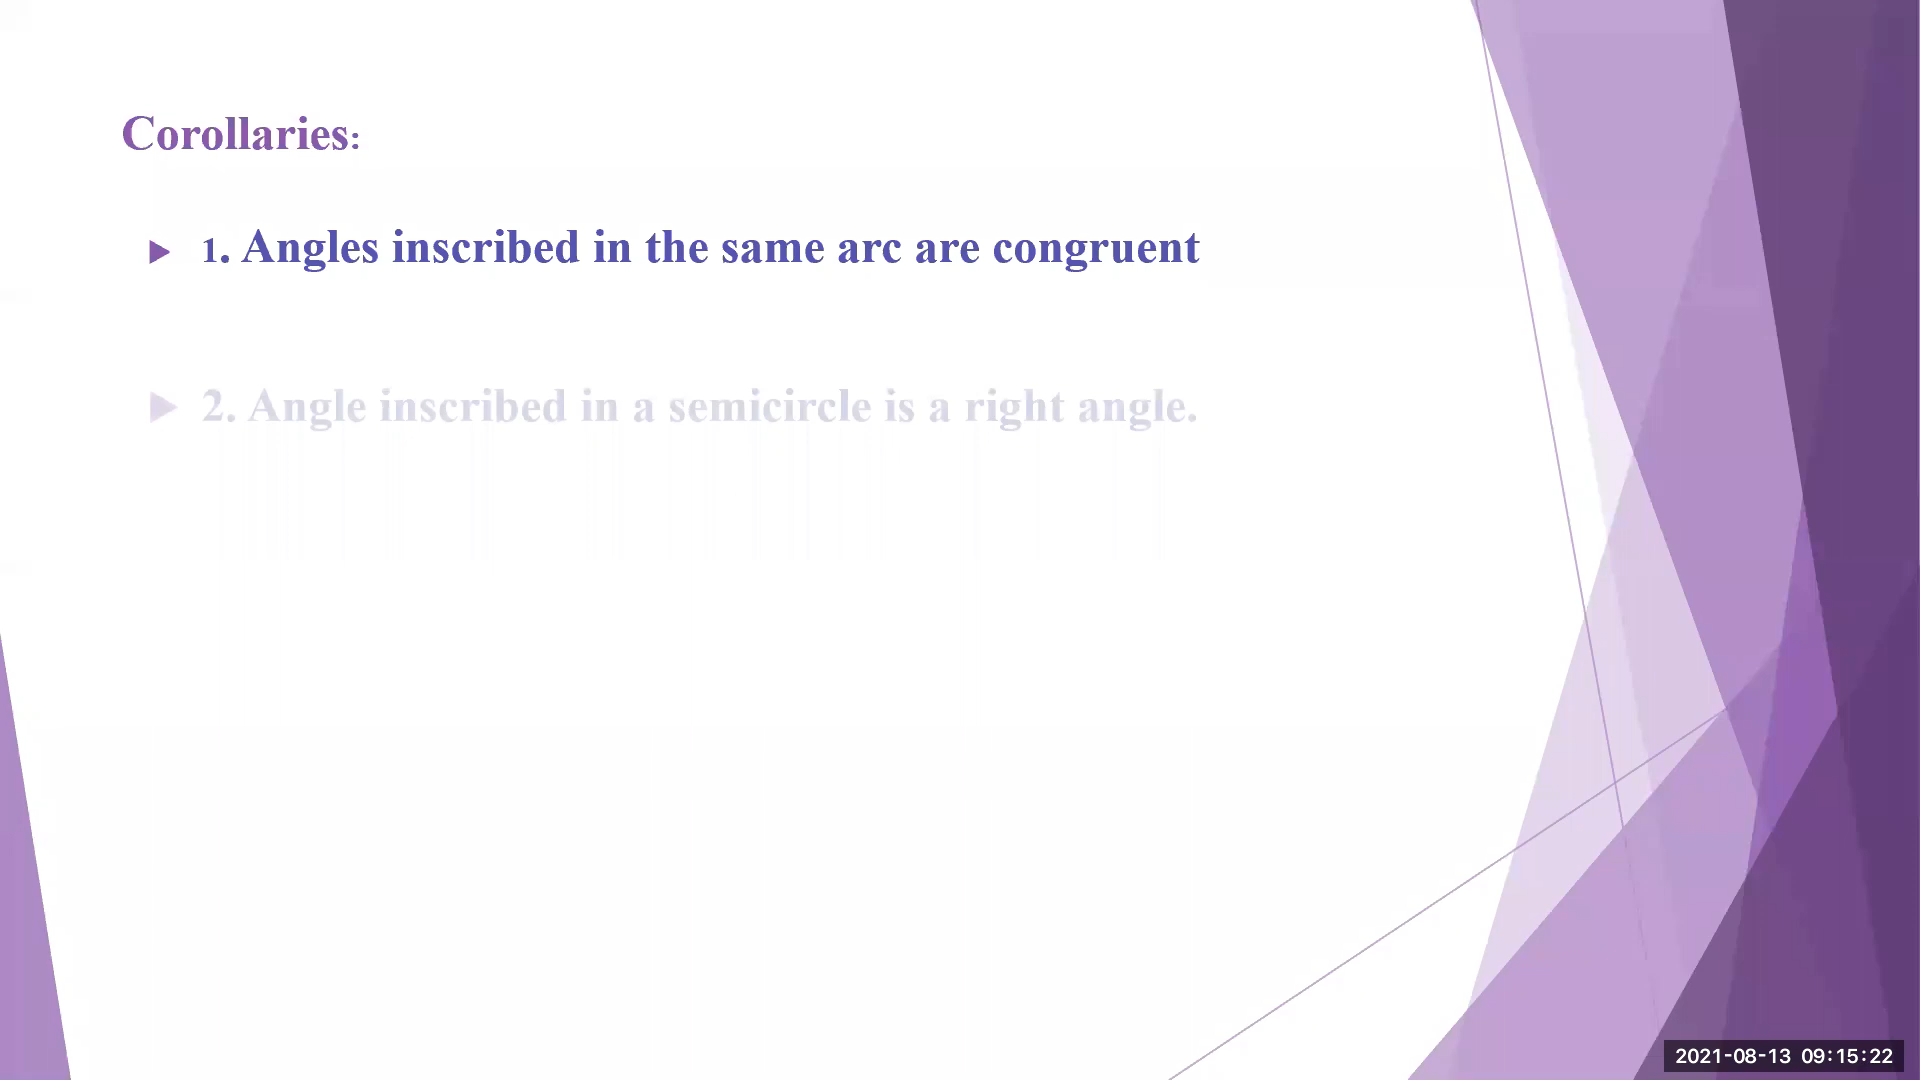 Corollaries:
1. Angles inscribed in the same arc are congruent
2. Angle inscribed in a semicircle is a right angle.
2021-08-13 09:15:22